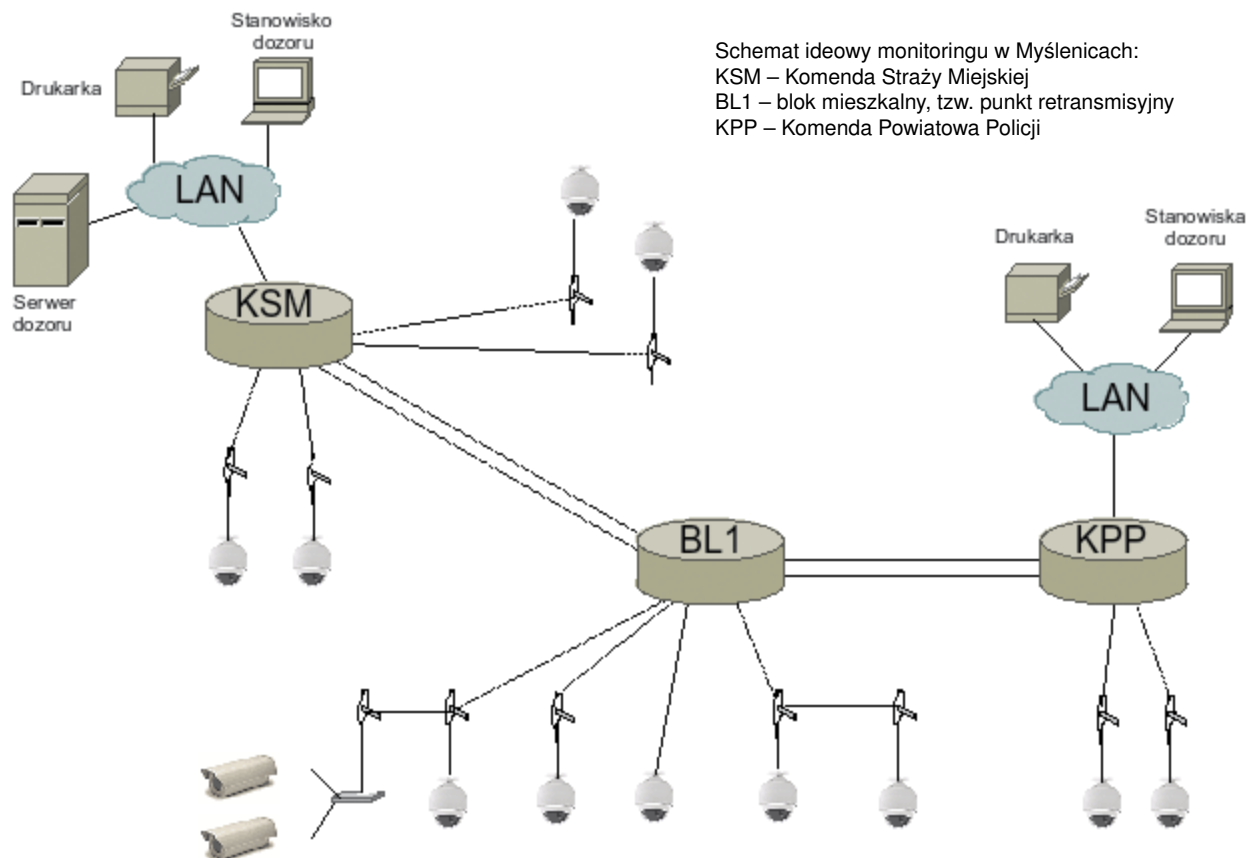 Stanowisko
dozoru
Drukarka
LAN
Serwer
dozoru
KSM
Schemat ideowy monitoringu w Myślenicach:
KSM – Komenda Straży Miejskiej
BL1 – blok mieszkalny, tzw. punkt retransmisyjny
KPP – Komenda Powiatowa Policji
Stanowiska
dozoru
Drukarka
LAN
BL1
KPP